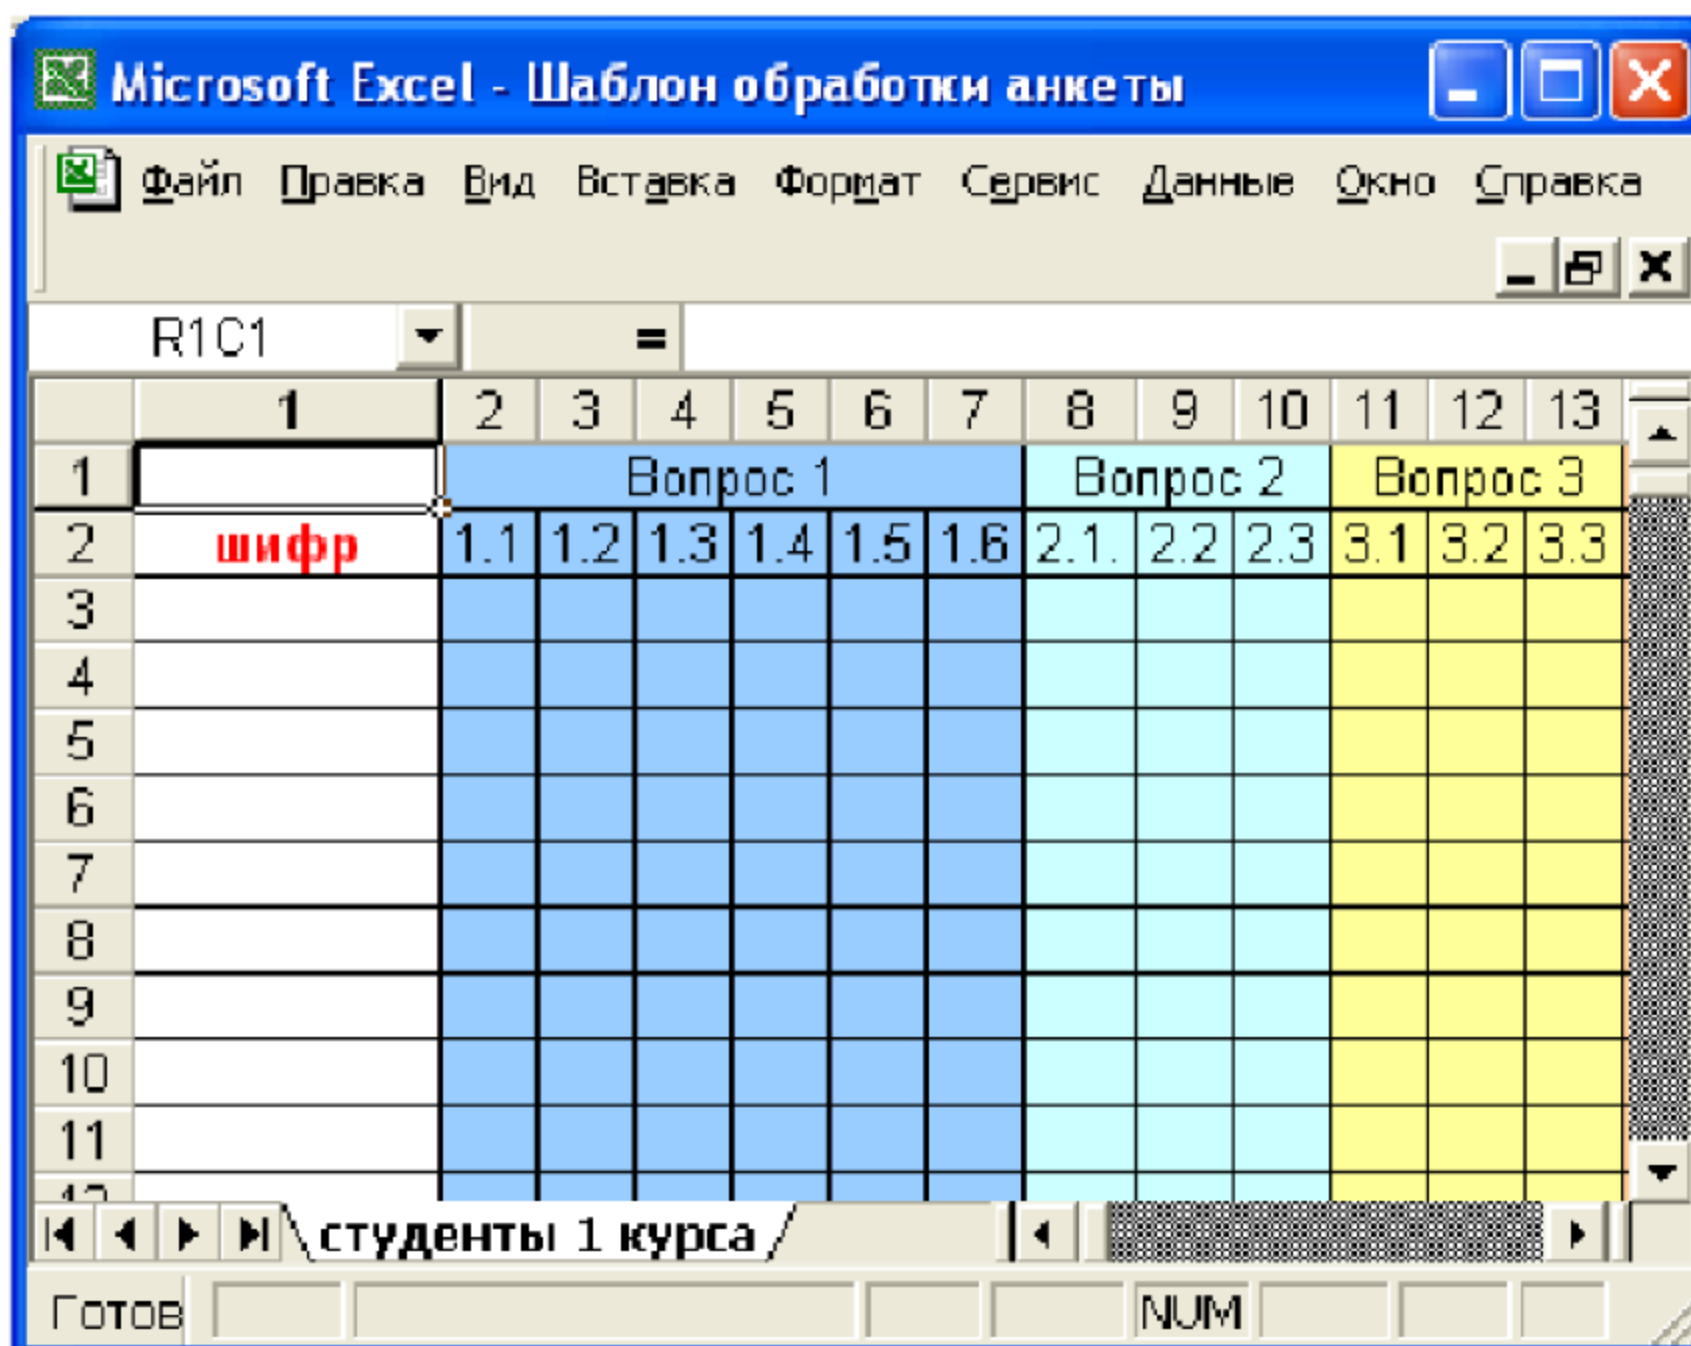 Microsoft Excel - Шаблон обработки анкеты
Файл Правка Вид Вставка Формат Сервис Данные Окно Справка
R1C1 =
1 2 3 4 5 6 7 8 9 10 11 12 13
1 Вопрос 1 Вопрос 2 Вопрос 3
2 шифр 1.1 1.2 1.3 1.4 1.5 1.6 2.1. 2.2 2.3 3.1 3.2 3.3
3
4
5
6
7
8
9
10
11
12
студенты 1 курса
Готов NUM